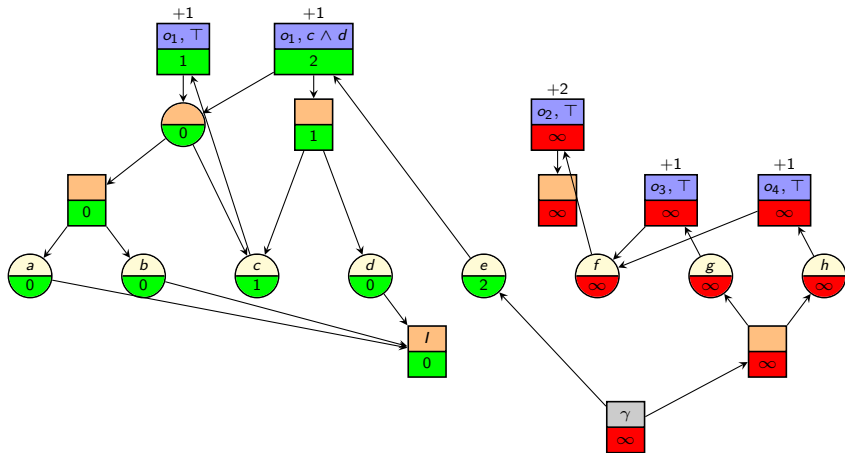 +1
+1
o₁, ⊤
o₁, c ∧ d
1
2
+2
o₂, ⊤
0
1
∞
+1
+1
o₃, ⊤
o₄, ⊤
0
∞
∞
∞
a
b
c
d
e
f
g
h
0
0
1
0
2
∞
∞
∞
I
0
∞
γ
∞